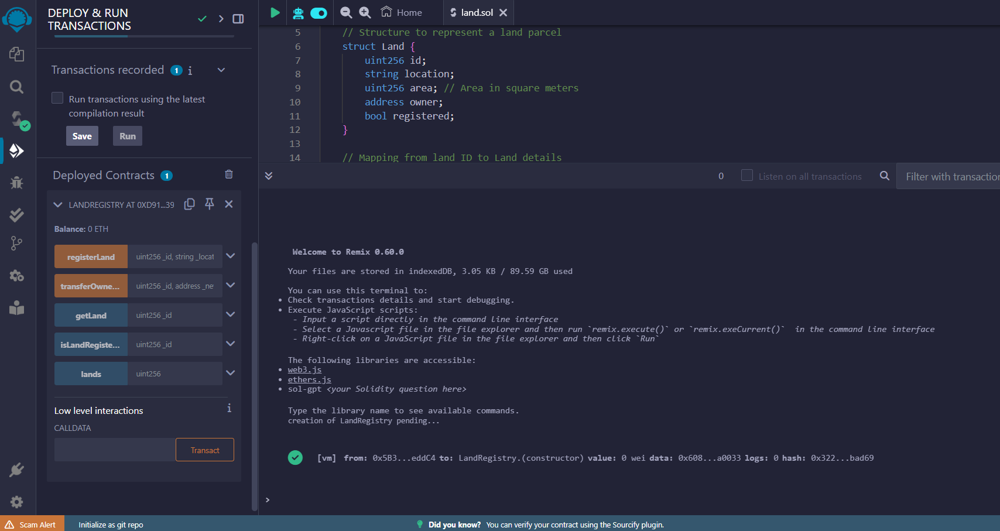 DEPLOY & RUN
TRANSACTIONS
Transactions recorded 1 i
Run transactions using the latest
compilation result
Save Run
Deployed Contracts 1
LANDREGISTRY AT 0XD91...39
Balance: 0 ETH
registerLand uint256 _id, string _locat
transferOwne... uint256 _id, address _ne
getLand uint256 _id
isLandRegiste... uint256 _id
lands uint256
Low level interactions i
CALLDATA
Transact
Home land.sol
5 // Structure to represent a land parcel
6 struct Land {
7 uint256 id;
8 string location;
9 uint256 area; // Area in square meters
10 address owner;
11 bool registered;
12 }
13
14 // Mapping from land ID to Land details
0 Listen on all transactions Filter with transaction
Welcome to Remix 0.60.0
Your files are stored in indexedDB, 3.05 KB / 89.59 GB used
You can use this terminal to:
• Check transactions details and start debugging.
• Execute JavaScript scripts:
- Input a script directly in the command line interface
- Select a Javascript file in the file explorer and then run `remix.execute()` or `remix.exeCurrent()` in the command line interface
- Right-click on a JavaScript file in the file explorer and then click `Run`
The following libraries are accessible:
• web3.js
• ethers.js
• sol-gpt <your Solidity question here>
Type the library name to see available commands.
creation of LandRegistry pending...
[vm] from: 0x5B3...eddC4 to: LandRegistry.(constructor) value: 0 wei data: 0x608...a0033 logs: 0 hash: 0x322...bad69
>
Scam Alert Initialize as git repo Did you know? You can verify your contract using the Sourcify plugin.